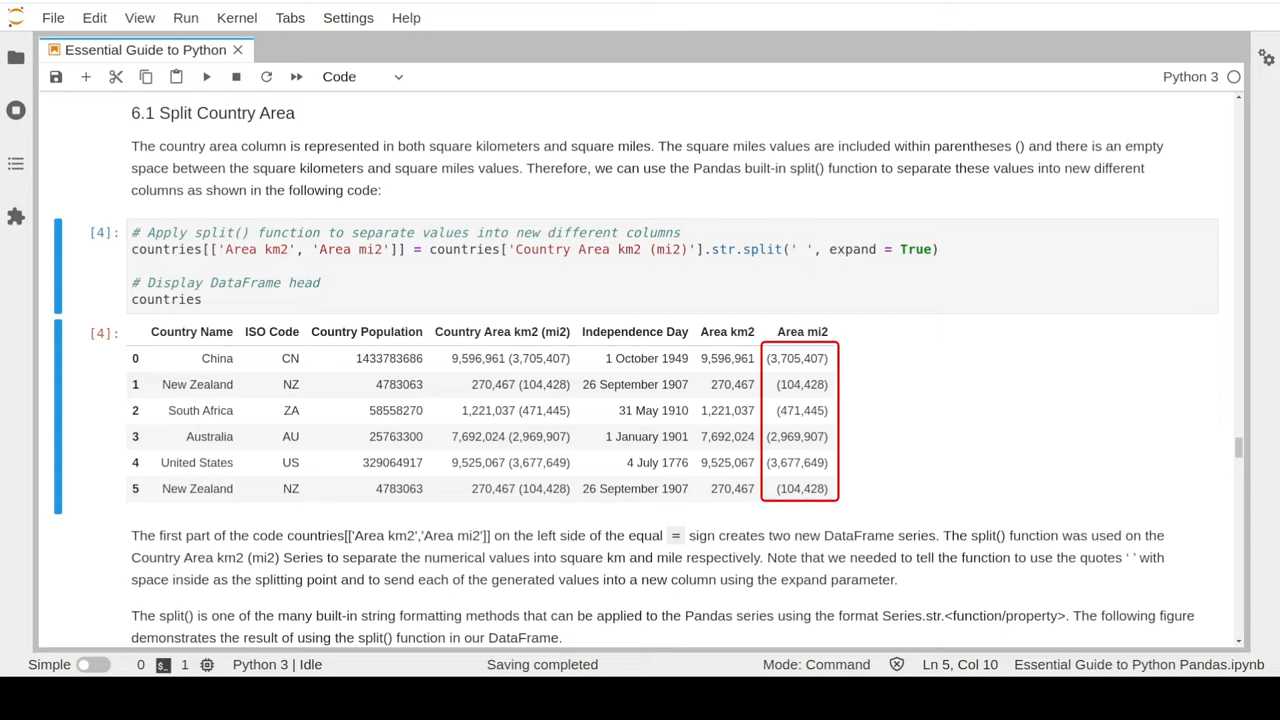 File Edit View Run Kernel Tabs Settings Help
Essential Guide to Python
Code
Python 3
6.1 Split Country Area
The country area column is represented in both square kilometers and square miles. The square miles values are included within parentheses () and there is an empty
space between the square kilometers and square miles values. Therefore, we can use the Pandas built-in split() function to separate these values into new different
columns as shown in the following code:
[4]: # Apply split() function to separate values into new different columns
countries[['Area km2', 'Area mi2']] = countries['Country Area km2 (mi2)'].str.split(' ', expand = True)
# Display DataFrame head
countries
[4]: Country Name ISO Code Country Population Country Area km2 (mi2) Independence Day Area km2 Area mi2
0 China CN 1433783686 9,596,961 (3,705,407) 1 October 1949 9,596,961 (3,705,407)
1 New Zealand NZ 4783063 270,467 (104,428) 26 September 1907 270,467 (104,428)
2 South Africa ZA 58558270 1,221,037 (471,445) 31 May 1910 1,221,037 (471,445)
3 Australia AU 25763300 7,692,024 (2,969,907) 1 January 1901 7,692,024 (2,969,907)
4 United States US 329064917 9,525,067 (3,677,649) 4 July 1776 9,525,067 (3,677,649)
5 New Zealand NZ 4783063 270,467 (104,428) 26 September 1907 270,467 (104,428)
The first part of the code countries[['Area km2','Area mi2']] on the left side of the equal = sign creates two new DataFrame series. The split() function was used on the
Country Area km2 (mi2) Series to separate the numerical values into square km and mile respectively. Note that we needed to tell the function to use the quotes ‘ ’ with
space inside as the splitting point and to send each of the generated values into a new column using the expand parameter.
The split() is one of the many built-in string formatting methods that can be applied to the Pandas series using the format Series.str.<function/property>. The following figure
demonstrates the result of using the split() function in our DataFrame.
Simple 0 $_ 1 Python 3 | Idle Saving completed Mode: Command Ln 5, Col 10 Essential Guide to Python Pandas.ipynb